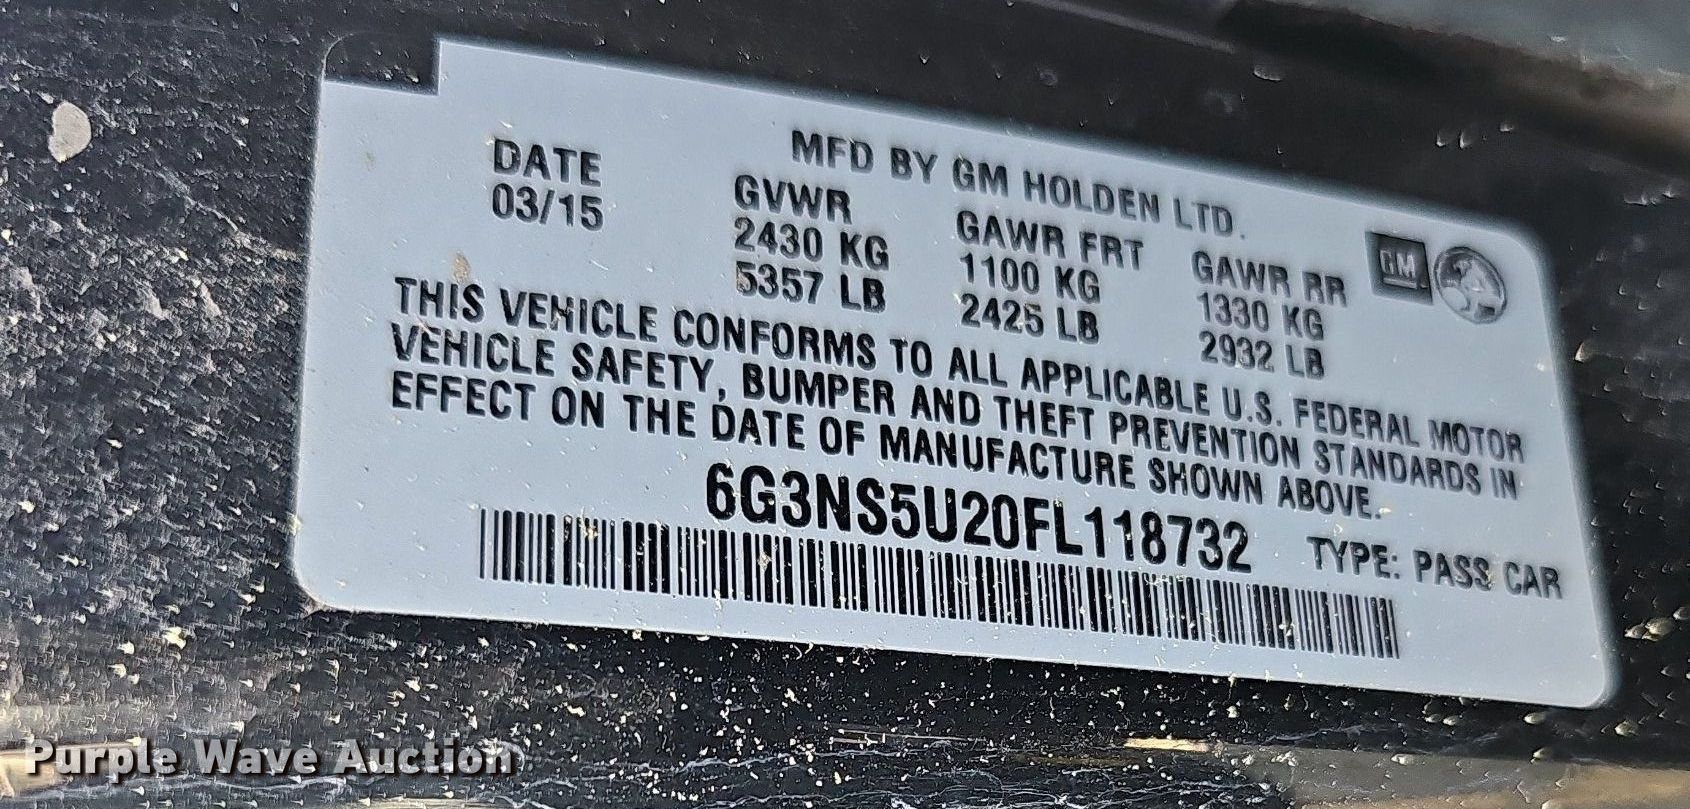 MFD BY GM HOLDEN LTD.
DATE
03/15
GVWR
2430 KG
5357 LB
GAWR FRT
1100 KG
2425 LB
GAWR RR
1330 KG
2932 LB
GM
THIS VEHICLE CONFORMS TO ALL APPLICABLE U.S. FEDERAL MOTOR
VEHICLE SAFETY, BUMPER AND THEFT PREVENTION STANDARDS IN
EFFECT ON THE DATE OF MANUFACTURE SHOWN ABOVE.
6G3NS5U20FL118732
TYPE: PASS CAR
Purple Wave Auction